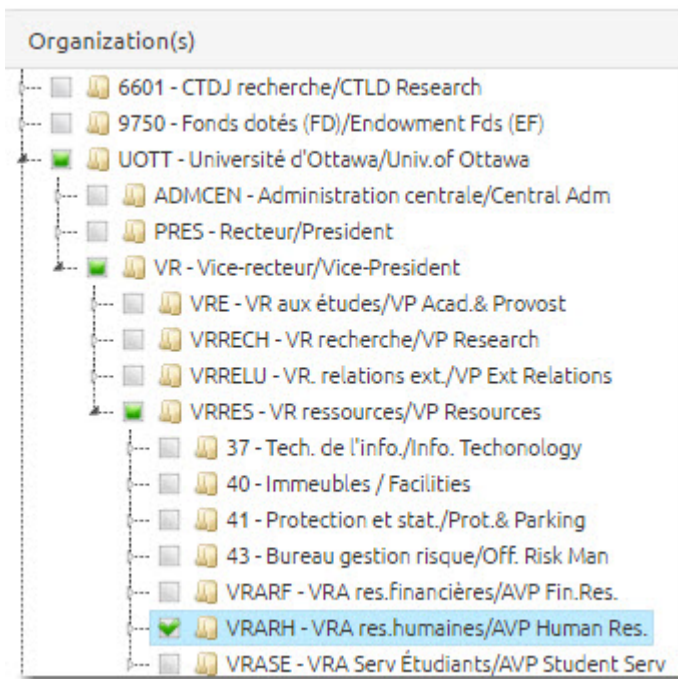 Organization(s)
6601 - CTDJ recherche/CTLD Research
9750 - Fonds dotés (FD)/Endowment Fds (EF)
UOTT - Université d'Ottawa/Univ.of Ottawa
ADMCEN - Administration centrale/Central Adm
PRES - Recteur/President
VR - Vice-recteur/Vice-President
VRE - VR aux études/VP Acad.& Provost
VRRECH - VR recherche/VP Research
VRRELU - VR. relations ext./VP Ext Relations
VRRES - VR ressources/VP Resources
37 - Tech. de l'info./Info. Techonology
40 - Immeubles / Facilities
41 - Protection et stat./Prot.& Parking
43 - Bureau gestion risque/Off. Risk Man
VRARF - VRA res.financières/AVP Fin.Res.
VRARH - VRA res.humaines/AVP Human Res.
VRASE - VRA Serv Étudiants/AVP Student Serv